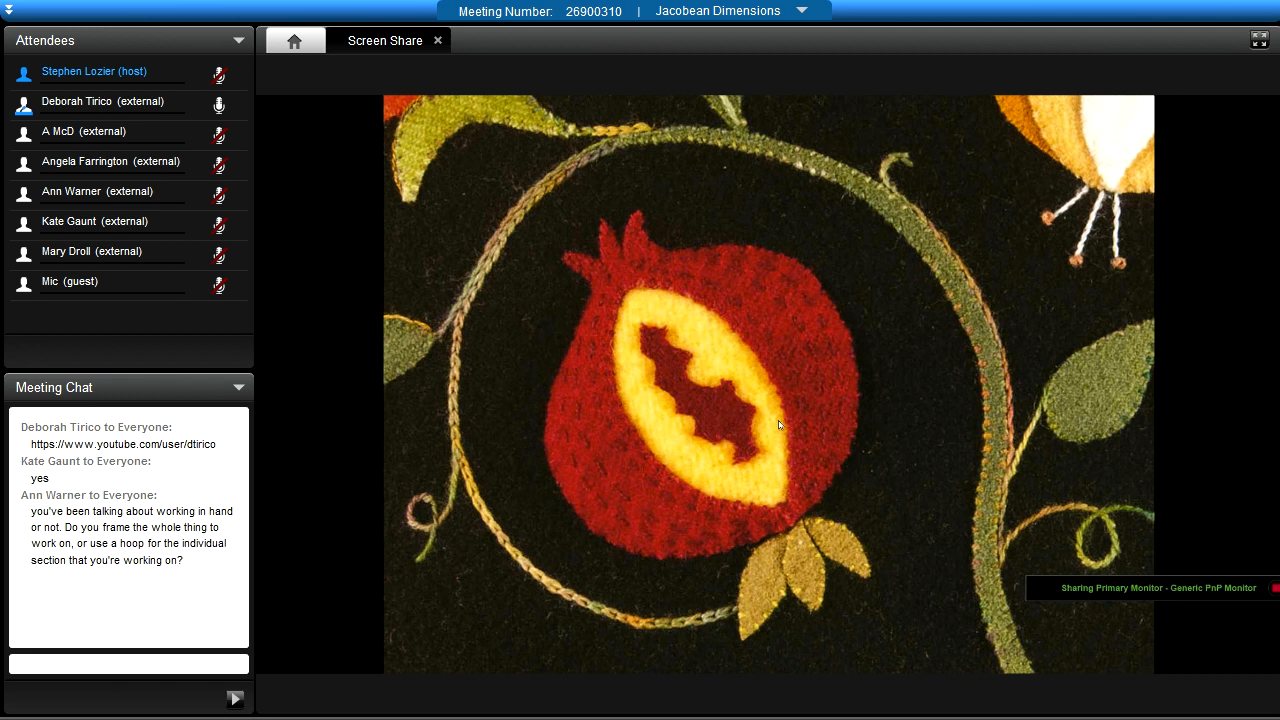 Meeting Number: 26900310 | Jacobean Dimensions
Attendees
Stephen Lozier (host)
Deborah Tirico (external)
A McD (external)
Angela Farrington (external)
Ann Warner (external)
Kate Gaunt (external)
Mary Droll (external)
Mic (guest)
Meeting Chat
Deborah Tirico to Everyone:
https://www.youtube.com/user/dtirico
Kate Gaunt to Everyone:
yes
Ann Warner to Everyone:
you've been talking about working in hand
or not. Do you frame the whole thing to
work on, or use a hoop for the individual
section that you're working on?
Screen Share
Sharing Primary Monitor - Generic PnP Monitor